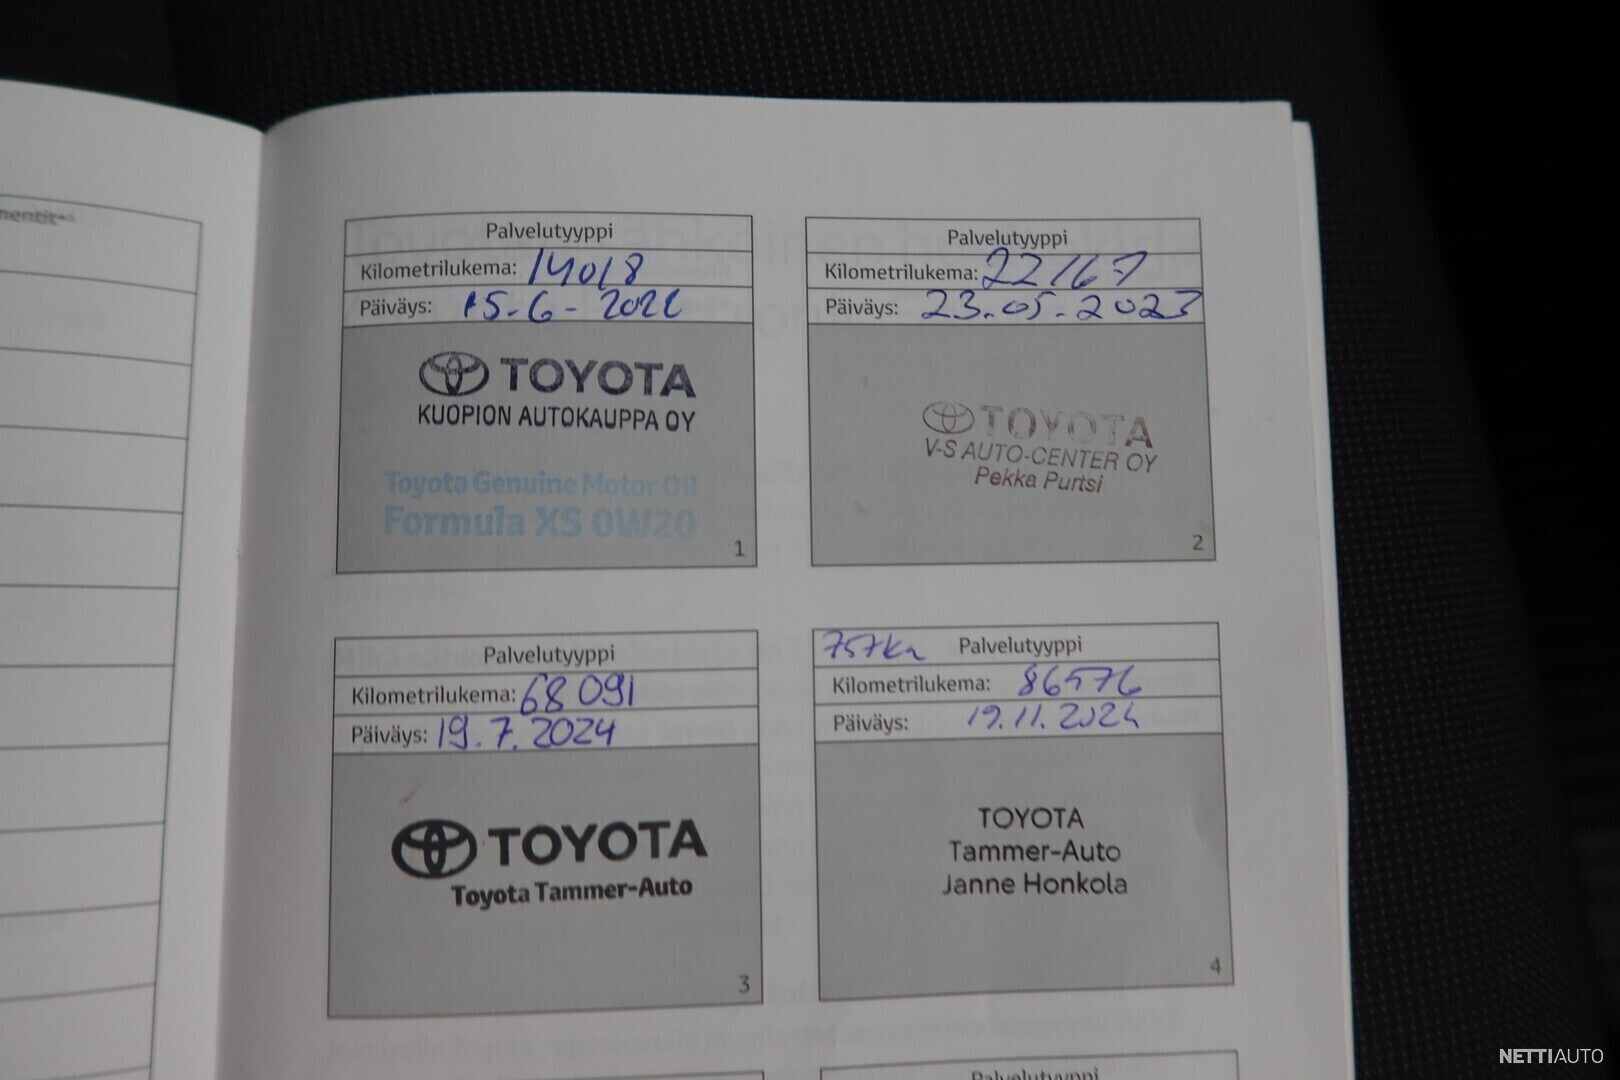 Palvelutyyppi
Kilometrilukema: 14018
Päiväys: 15.6-2022
TOYOTA
KUOPION AUTOKAUPPA OY
Toyota Genuine Motor Oil
Formula XS 0W20
1
Palvelutyyppi
Kilometrilukema: 22167
Päiväys: 23.05.2023
TOYOTA
V-S AUTO-CENTER OY
Pekka Purtsi
2
Palvelutyyppi
Kilometrilukema: 68 091
Päiväys: 19.7.2024
TOYOTA
Toyota Tammer-Auto
3
Palvelutyyppi
Kilometrilukema: 86576
Päiväys: 19.11.2024
TOYOTA
Tammer-Auto
Janne Honkola
4
Palvelutyyppi
NETTIAUTO